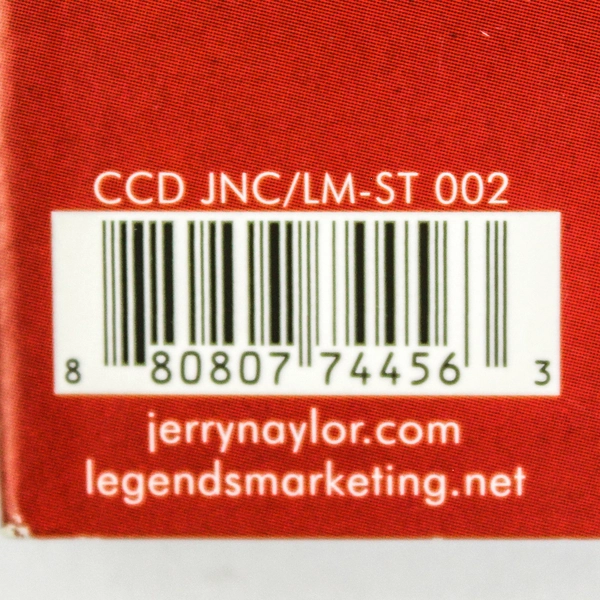 CCD JNC/LM-ST 002
8 80807 74456 3
jerrynaylor.com
legendsmarketing.net